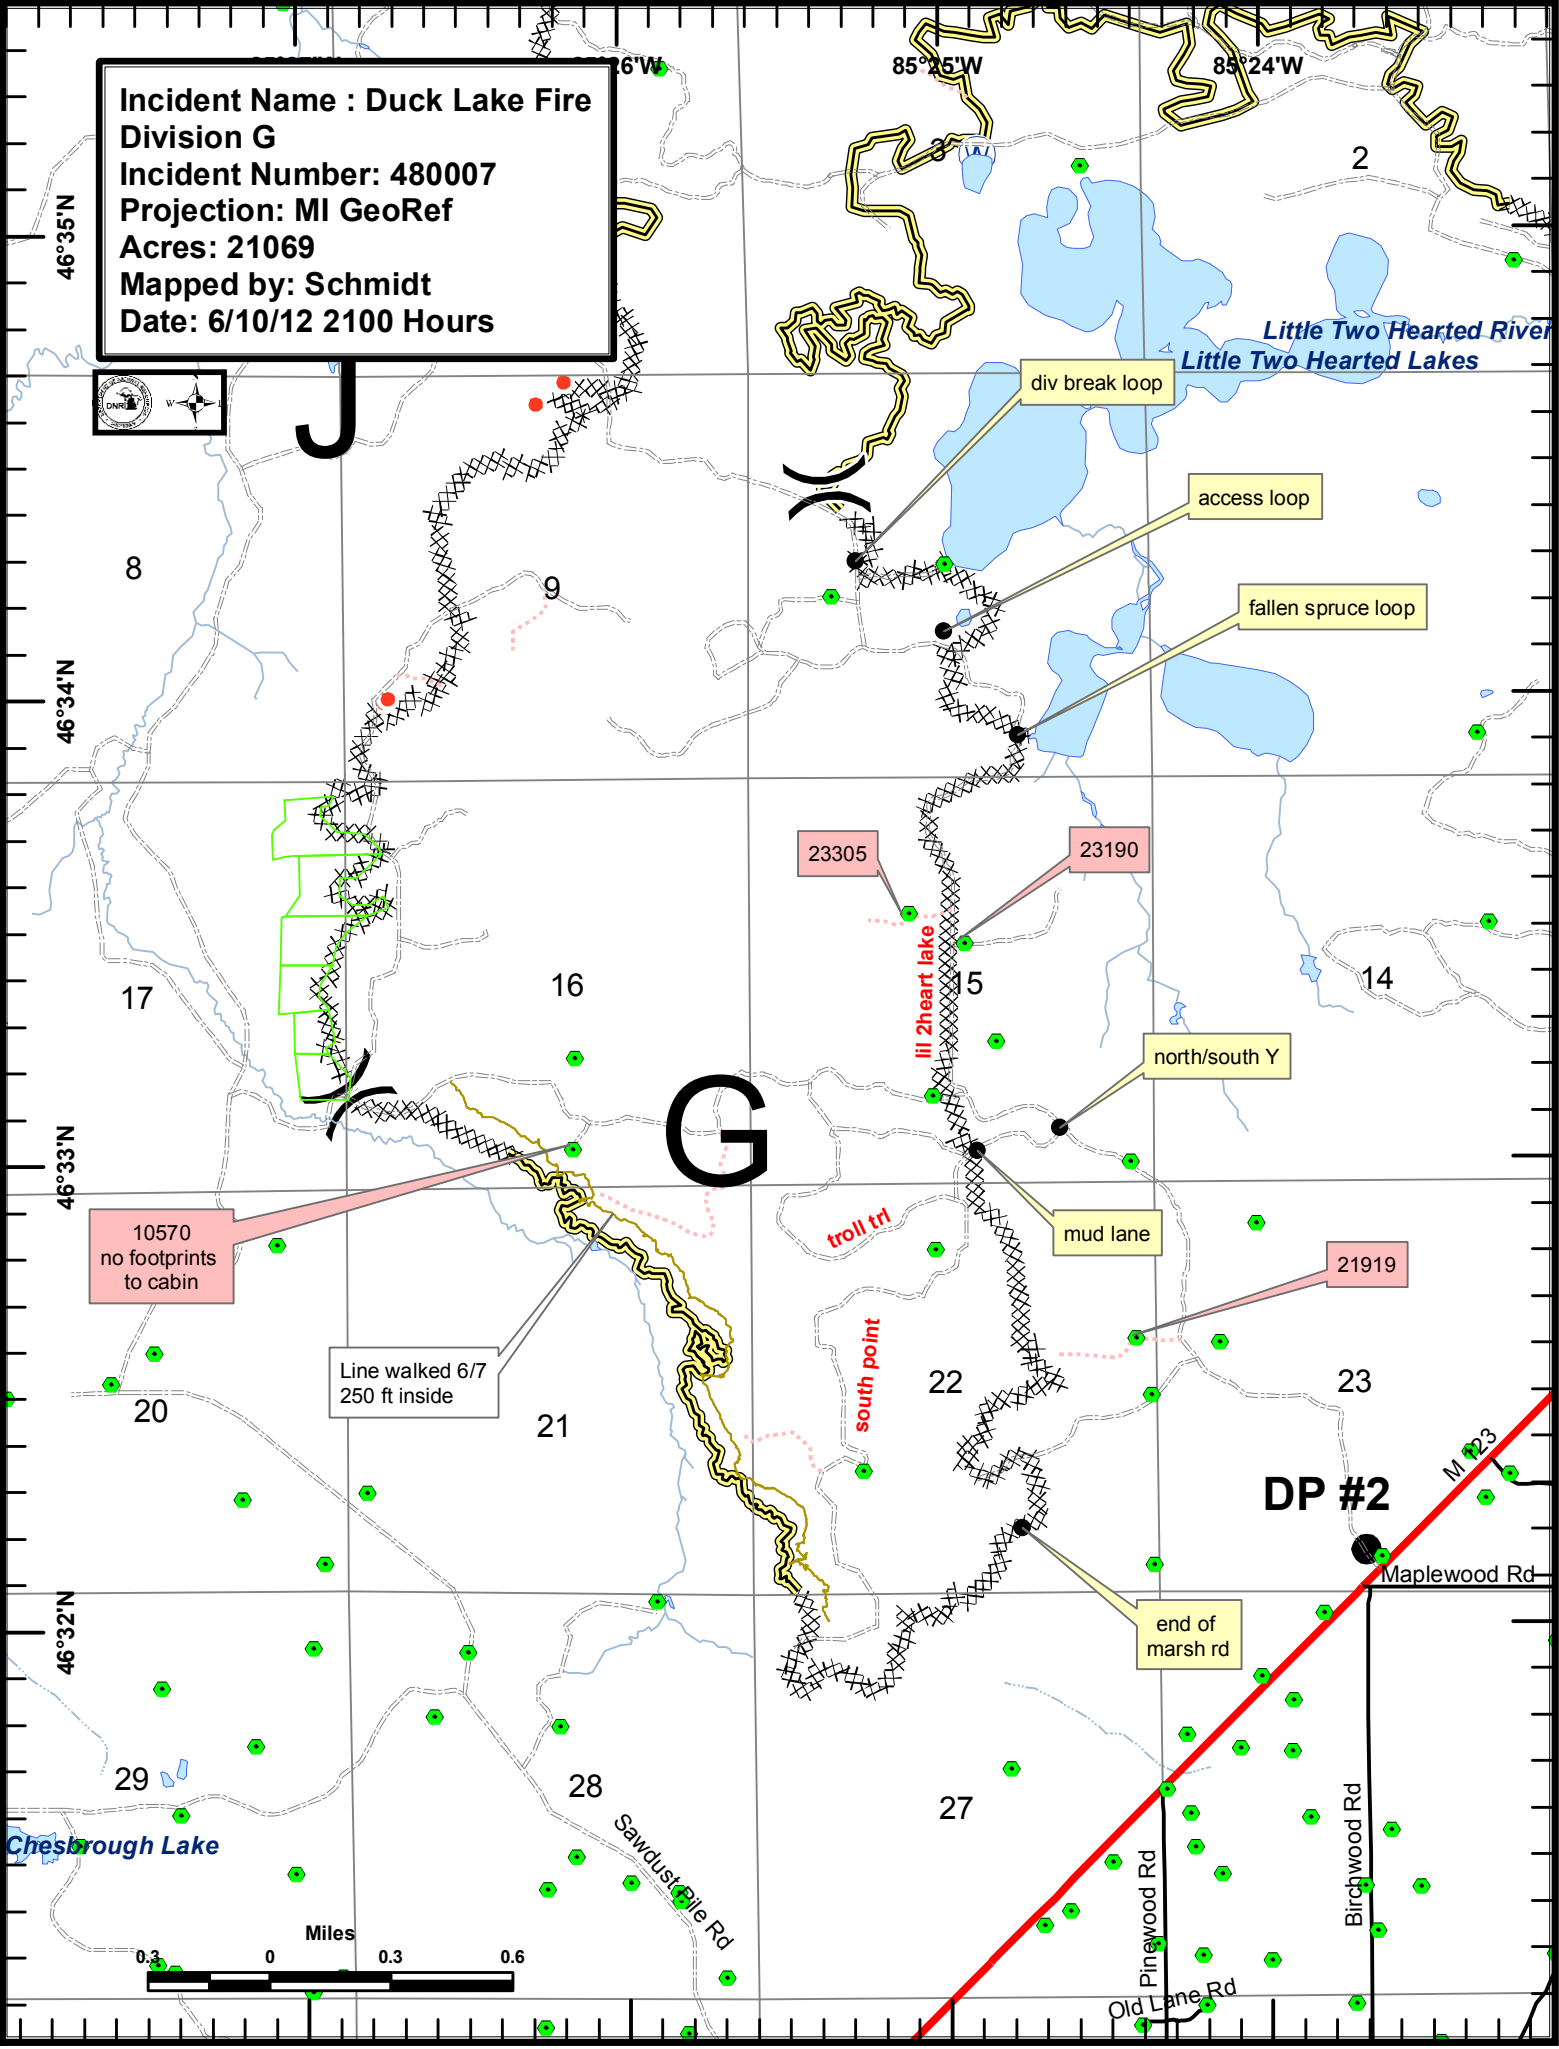 85°26'W
85°25'W
85°24'W
Incident Name : Duck Lake Fire
Division G
Incident Number: 480007
Projection: MI GeoRef
Acres: 21069
Mapped by: Schmidt
Date: 6/10/12 2100 Hours
3
W
2
46°35'N
Little Two Hearted River
Little Two Hearted Lakes
div break loop
DNR
W
J
access loop
8
9
fallen spruce loop
46°34'N
23305
23190
lil 2heart lake
17
16
15
14
north/south Y
G
46°33'N
10570
no footprints
to cabin
troll trl
mud lane
21919
Line walked 6/7
250 ft inside
south point
20
21
22
23
M 123
DP #2
Maplewood Rd
46°32'N
end of
marsh rd
29
28
27
Sawdust Pile Rd
Chesbrough Lake
Pinewood Rd
Birchwood Rd
Old Lane Rd
Miles
0.3
0
0.3
0.6